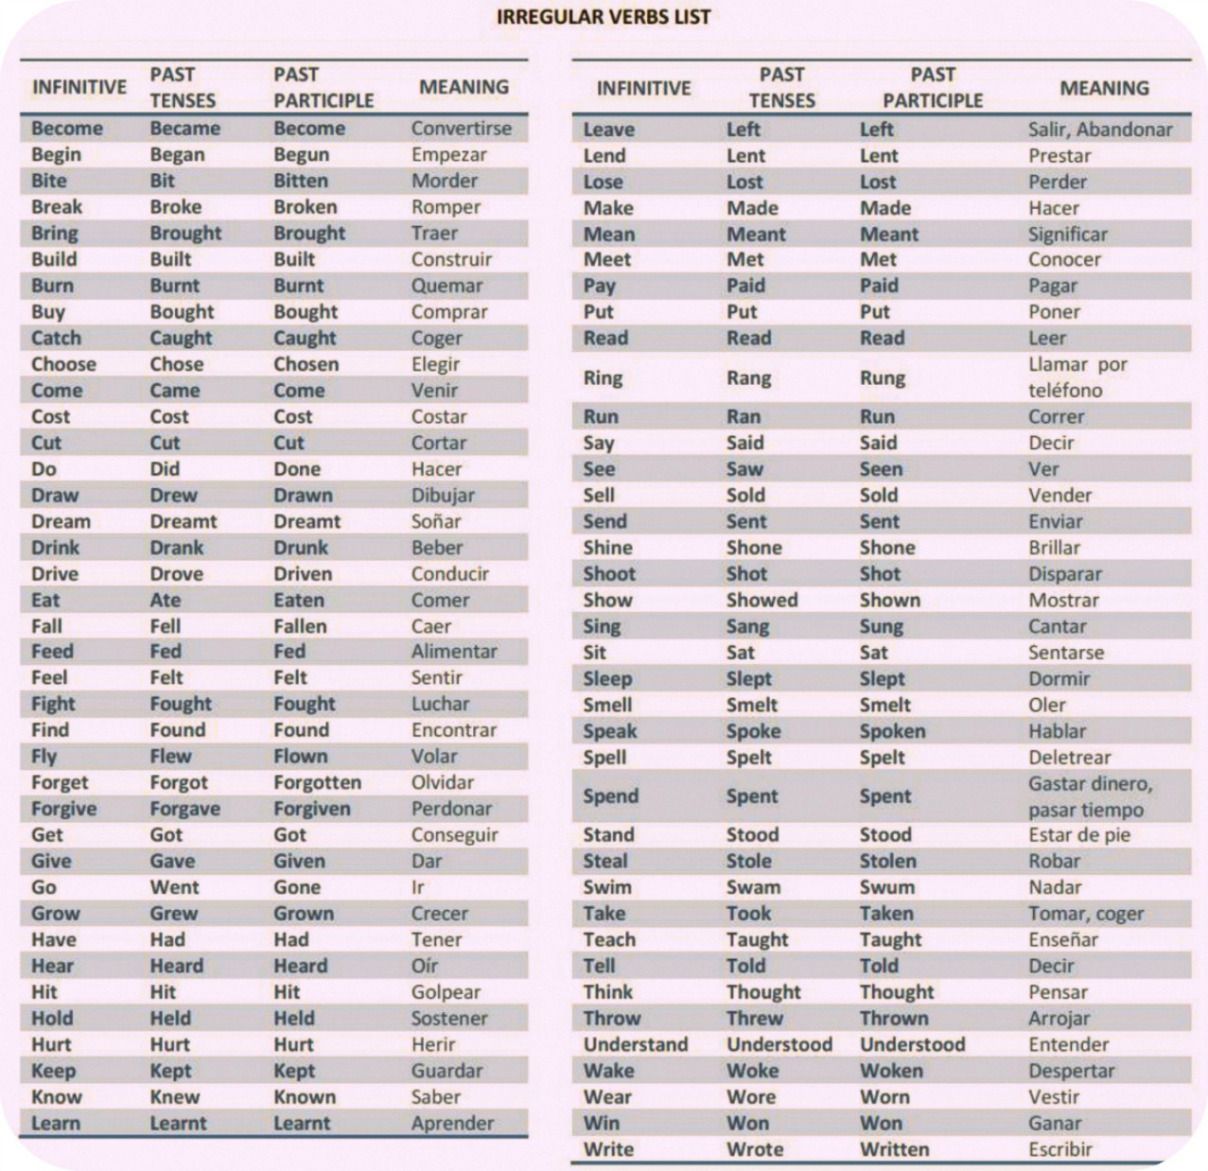 IRREGULAR VERBS LIST
INFINITIVE PAST TENSES PAST PARTICIPLE MEANING
Become Became Become Convertirse
Begin Began Begun Empezar
Bite Bit Bitten Morder
Break Broke Broken Romper
Bring Brought Brought Traer
Build Built Built Construir
Burn Burnt Burnt Quemar
Buy Bought Bought Comprar
Catch Caught Caught Coger
Choose Chose Chosen Elegir
Come Came Come Venir
Cost Cost Cost Costar
Cut Cut Cut Cortar
Do Did Done Hacer
Draw Drew Drawn Dibujar
Dream Dreamt Dreamt Soñar
Drink Drank Drunk Beber
Drive Drove Driven Conducir
Eat Ate Eaten Comer
Fall Fell Fallen Caer
Feed Fed Fed Alimentar
Feel Felt Felt Sentir
Fight Fought Fought Luchar
Find Found Found Encontrar
Fly Flew Flown Volar
Forget Forgot Forgotten Olvidar
Forgive Forgave Forgiven Perdonar
Get Got Got Conseguir
Give Gave Given Dar
Go Went Gone Ir
Grow Grew Grown Crecer
Have Had Had Tener
Hear Heard Heard Oír
Hit Hit Hit Golpear
Hold Held Held Sostener
Hurt Hurt Hurt Herir
Keep Kept Kept Guardar
Know Knew Known Saber
Learn Learnt Learnt Aprender
INFINITIVE PAST TENSES PAST PARTICIPLE MEANING
Leave Left Left Salir, Abandonar
Lend Lent Lent Prestar
Lose Lost Lost Perder
Make Made Made Hacer
Mean Meant Meant Significar
Meet Met Met Conocer
Pay Paid Paid Pagar
Put Put Put Poner
Read Read Read Leer
Ring Rang Rung Llamar por teléfono
Run Ran Run Correr
Say Said Said Decir
See Saw Seen Ver
Sell Sold Sold Vender
Send Sent Sent Enviar
Shine Shone Shone Brillar
Shoot Shot Shot Disparar
Show Showed Shown Mostrar
Sing Sang Sung Cantar
Sit Sat Sat Sentarse
Sleep Slept Slept Dormir
Smell Smelt Smelt Oler
Speak Spoke Spoken Hablar
Spell Spelt Spelt Deletrear
Spend Spent Spent Gastar dinero, pasar tiempo
Stand Stood Stood Estar de pie
Steal Stole Stolen Robar
Swim Swam Swum Nadar
Take Took Taken Tomar, coger
Teach Taught Taught Enseñar
Tell Told Told Decir
Think Thought Thought Pensar
Throw Threw Thrown Arrojar
Understand Understood Understood Entender
Wake Woke Woken Despertar
Wear Wore Worn Vestir
Win Won Won Ganar
Write Wrote Written Escribir